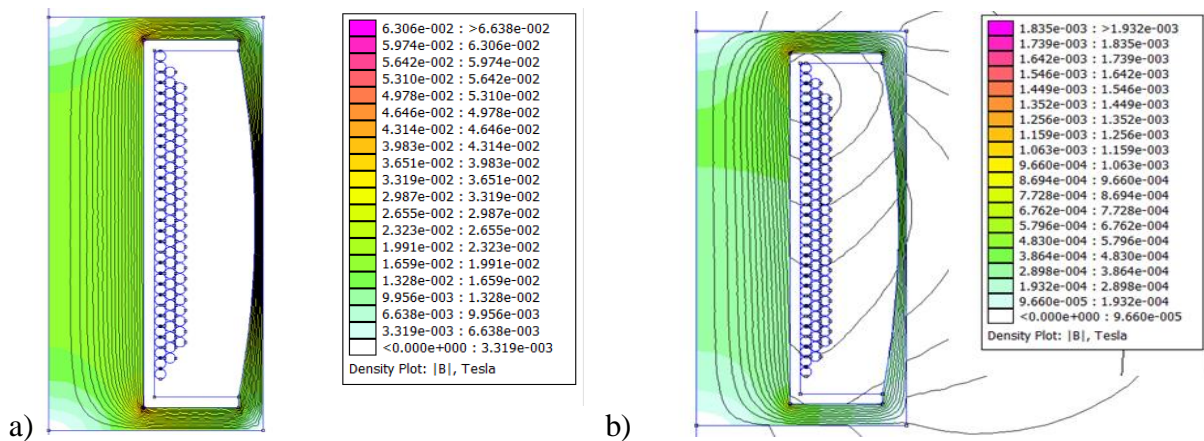 6.306e-002 : >6.638e-002
5.974e-002 : 6.306e-002
5.642e-002 : 5.974e-002
5.310e-002 : 5.642e-002
4.978e-002 : 5.310e-002
4.646e-002 : 4.978e-002
4.314e-002 : 4.646e-002
3.983e-002 : 4.314e-002
3.651e-002 : 3.983e-002
3.319e-002 : 3.651e-002
2.987e-002 : 3.319e-002
2.655e-002 : 2.987e-002
2.323e-002 : 2.655e-002
1.991e-002 : 2.323e-002
1.659e-002 : 1.991e-002
1.328e-002 : 1.659e-002
9.956e-003 : 1.328e-002
6.638e-003 : 9.956e-003
3.319e-003 : 6.638e-003
<0.000e+000 : 3.319e-003
Density Plot: |B|, Tesla
a)
1.835e-003 : >1.932e-003
1.739e-003 : 1.835e-003
1.642e-003 : 1.739e-003
1.546e-003 : 1.642e-003
1.449e-003 : 1.546e-003
1.352e-003 : 1.449e-003
1.256e-003 : 1.352e-003
1.159e-003 : 1.256e-003
1.063e-003 : 1.159e-003
9.660e-004 : 1.063e-003
8.694e-004 : 9.660e-004
7.728e-004 : 8.694e-004
6.762e-004 : 7.728e-004
5.796e-004 : 6.762e-004
4.830e-004 : 5.796e-004
3.864e-004 : 4.830e-004
2.898e-004 : 3.864e-004
1.932e-004 : 2.898e-004
9.660e-005 : 1.932e-004
<0.000e+000 : 9.660e-005
Density Plot: |B|, Tesla
b)